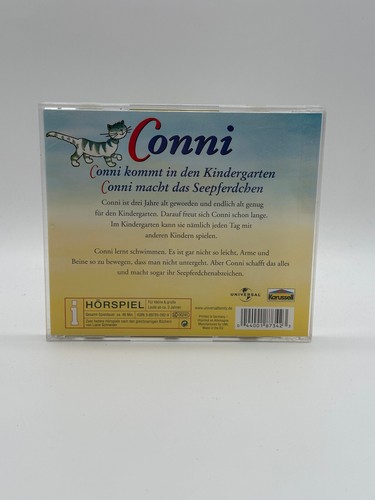 Conni
Conni kommt in den Kindergarten
Conni macht das Seepferdchen
Conni ist drei Jahre alt geworden und endlich alt genug
für den Kindergarten. Darauf freut sich Conni schon lange.
Im Kindergarten kann sie nämlich jeden Tag mit
anderen Kindern spielen.
Conni lernt schwimmen. Es ist gar nicht so leicht, Arme und
Beine so zu bewegen, dass man nicht untergeht. Aber Conni schafft das alles
und macht sogar ihr Seepferdchenabzeichen.
i
HÖRSPIEL
UNIVERSAL
Karussell